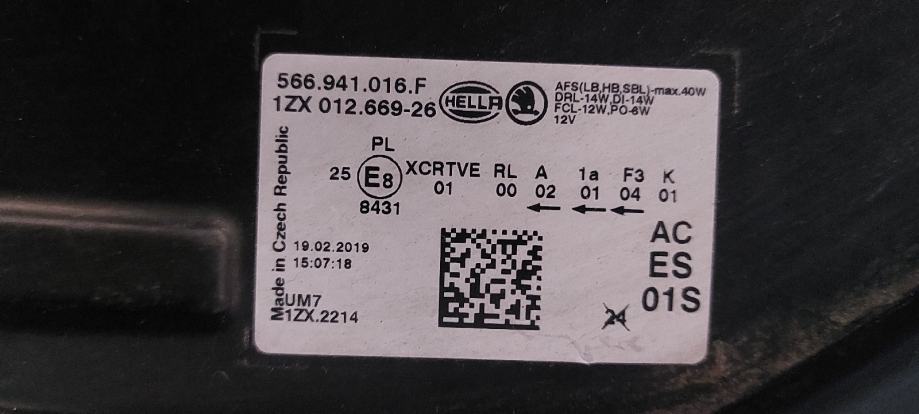 566.941.016.F
1ZX 012.669-26
HELLA
AFS(LB,HB,SBL)-max.40W
DRL-14W,DI-14W
FCL-12W,PO-6W
12V
PL
25 E8 XCRTVE RL A 1a F3 K
01 00 02 01 04 01
8431
Made in Czech Republic
19.02.2019
15:07:18
AC
ES
01S
UM7
E1ZX.2214
24